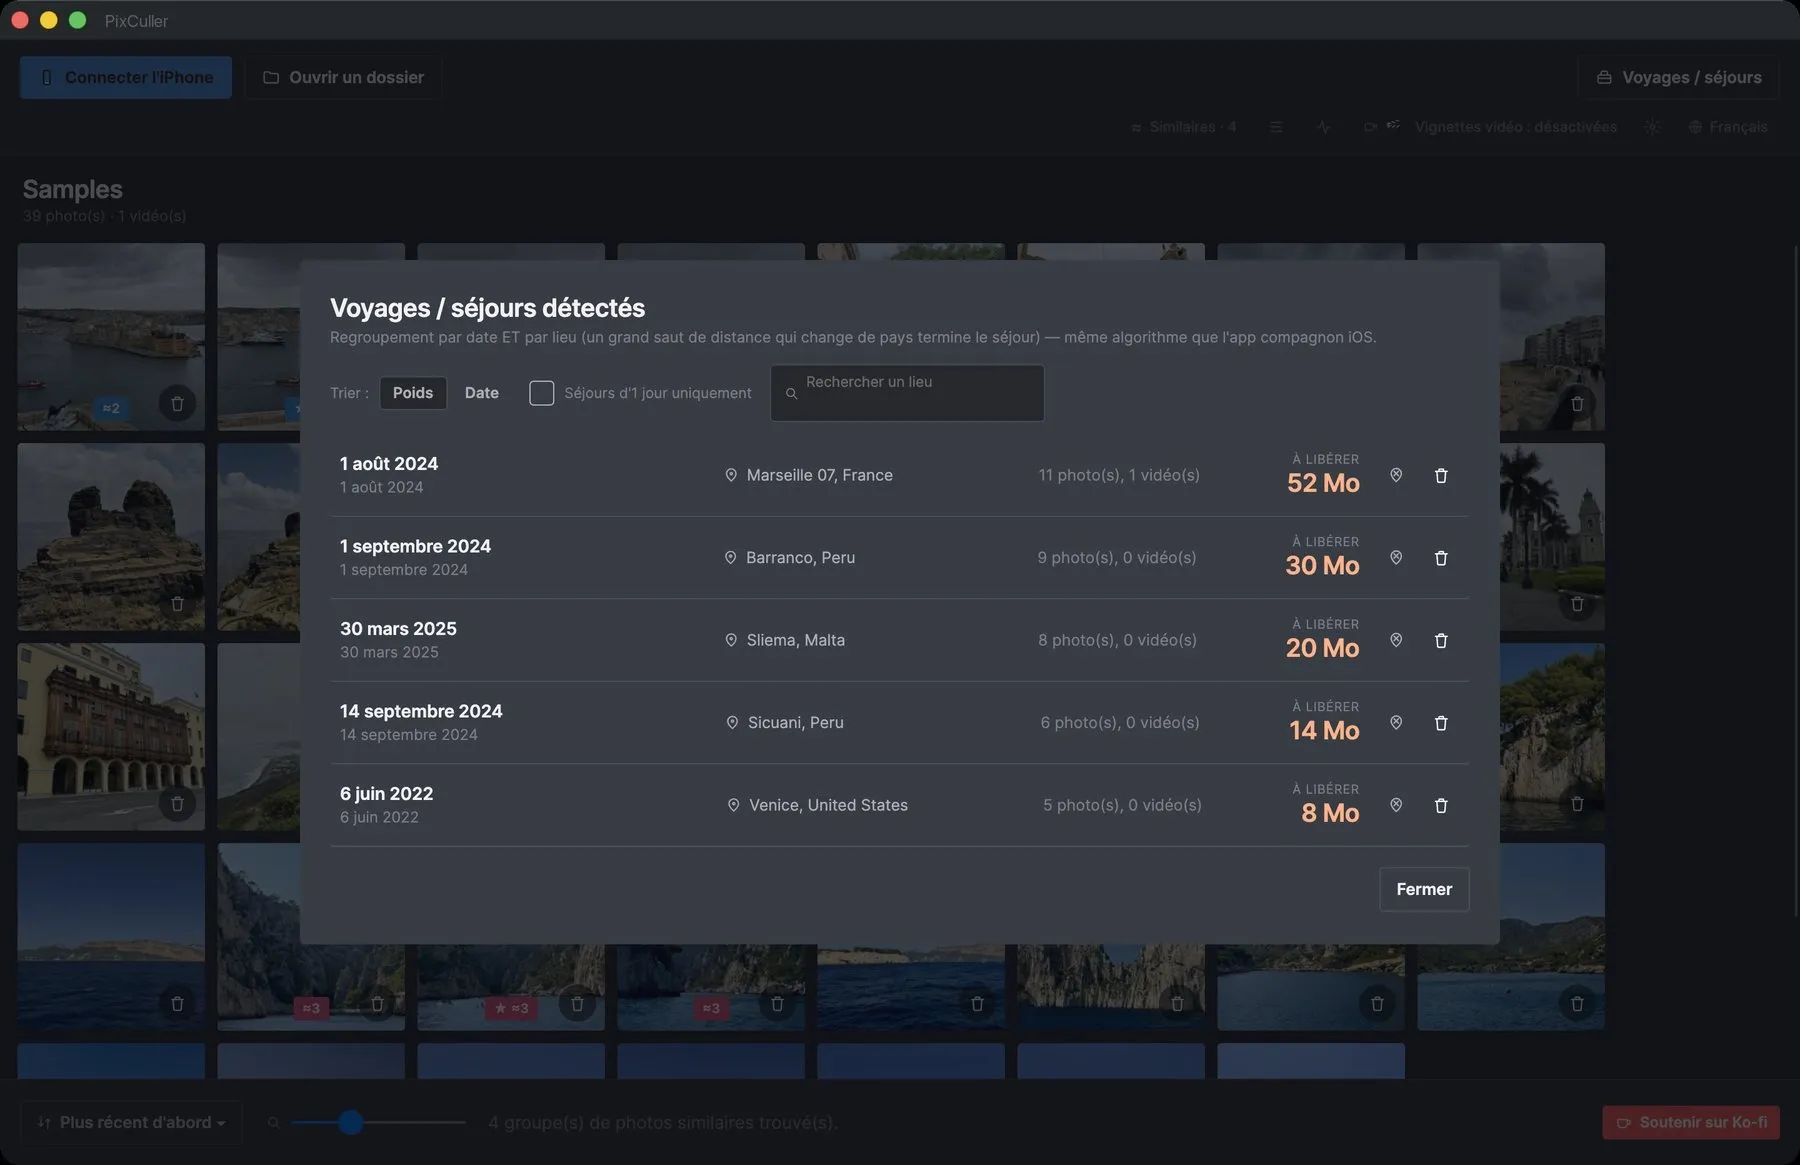 PixCuller
Connecter l'iPhone
Ouvrir un dossier
Voyages / séjours
≈ Similaires · 4
Vignettes vidéo : désactivées
Français
Samples
39 photo(s) · 1 vidéo(s)
≈2
Voyages / séjours détectés
Regroupement par date ET par lieu (un grand saut de distance qui change de pays termine le séjour) — même algorithme que l'app compagnon iOS.
Trier :
Poids
Date
Séjours d'1 jour uniquement
Rechercher un lieu
1 août 2024
1 août 2024
Marseille 07, France
11 photo(s), 1 vidéo(s)
À LIBÉRER
52 Mo
1 septembre 2024
1 septembre 2024
Barranco, Peru
9 photo(s), 0 vidéo(s)
À LIBÉRER
30 Mo
30 mars 2025
30 mars 2025
Sliema, Malta
8 photo(s), 0 vidéo(s)
À LIBÉRER
20 Mo
14 septembre 2024
14 septembre 2024
Sicuani, Peru
6 photo(s), 0 vidéo(s)
À LIBÉRER
14 Mo
6 juin 2022
6 juin 2022
Venice, United States
5 photo(s), 0 vidéo(s)
À LIBÉRER
8 Mo
Fermer
≈3
★ ≈3
≈3
Plus récent d'abord
4 groupe(s) de photos similaires trouvé(s).
Soutenir sur Ko-fi